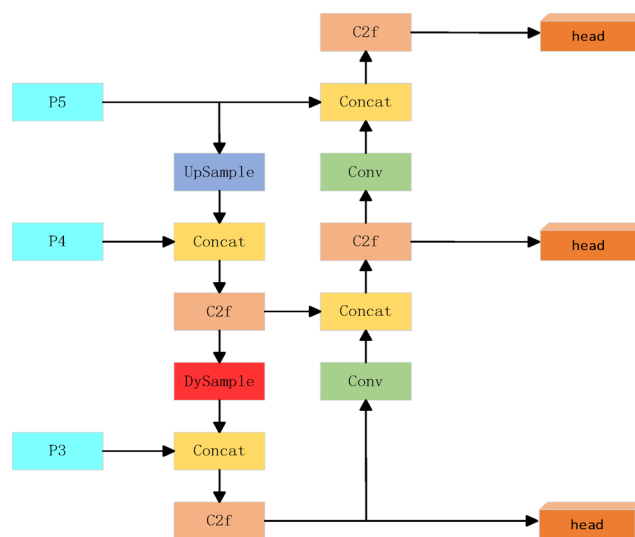 C2f
head
P5
Concat
UpSample
Conv
P4
Concat
C2f
head
C2f
Concat
DySample
Conv
P3
Concat
C2f
head